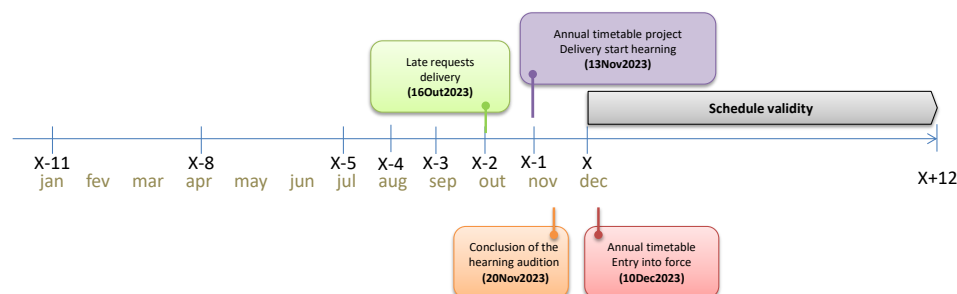 Annual timetable project
Delivery start hearning
(13Nov2023)
Late requests
delivery
(16Out2023)
Schedule validity
X-11 X-8 X-5 X-4 X-3 X-2 X-1 X
jan fev mar apr may jun jul aug sep out nov dec
X+12
Conclusion of the
hearning audition
(20Nov2023)
Annual timetable
Entry into force
(10Dec2023)